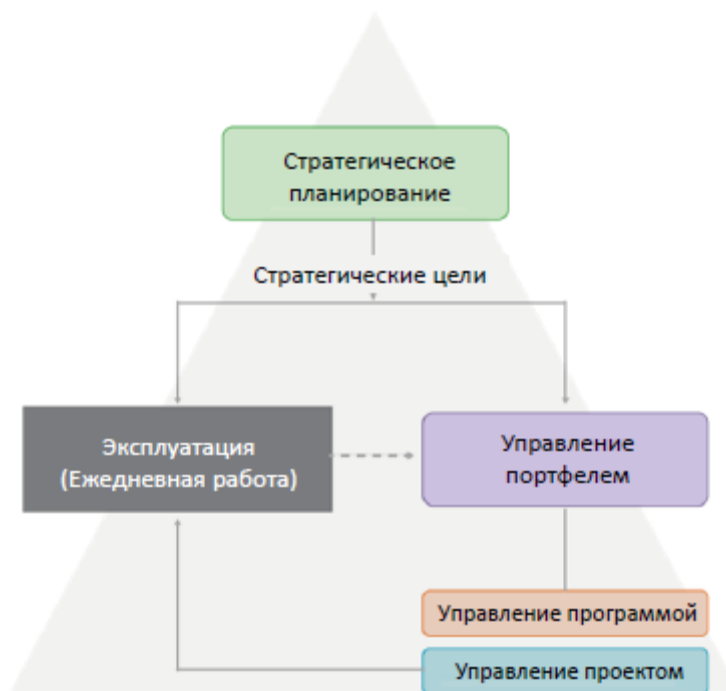 Стратегическое
планирование
Стратегические цели
Эксплуатация
(Ежедневная работа)
Управление
портфелем
Управление программой
Управление проектом